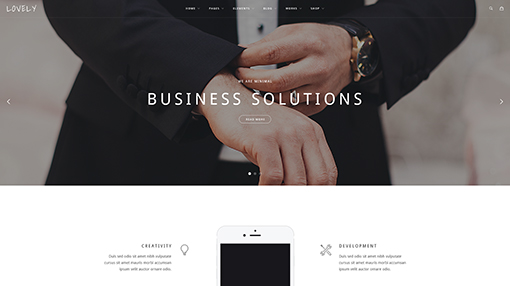 LOVELY
HOME PAGES ELEMENTS BLOG WORKS SHOP
WE ARE MINIMAL
BUSINESS SOLUTIONS
READ MORE
CREATIVITY
Duis sed odio sit amet nibh vulputate
cursus sit amet mauris morbi accumsan
ipsum velit auctor ornare odio.
DEVELOPMENT
Duis sed odio sit amet nibh vulputate
cursus sit amet mauris morbi accumsan
ipsum velit auctor ornare odio.